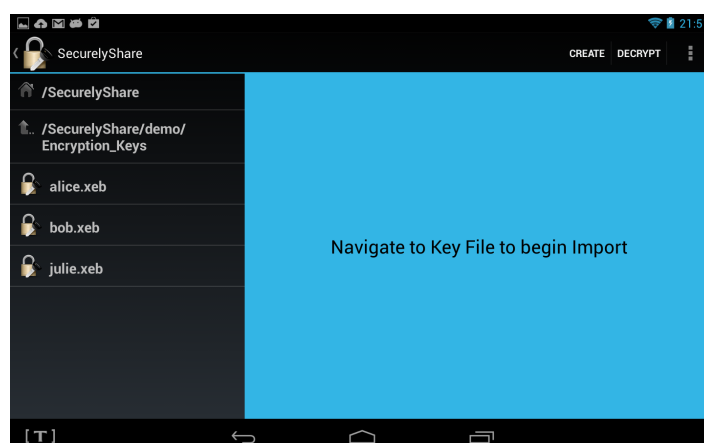 21:5
SecurelyShare
CREATE DECRYPT
/SecurelyShare
/SecurelyShare/demo/
Encryption_Keys
alice.xeb
bob.xeb
julie.xeb
Navigate to Key File to begin Import
[T]